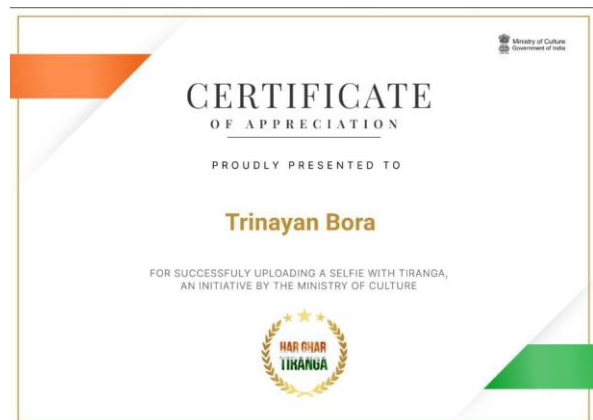 Ministry of Culture
Government of India
CERTIFICATE
OF APPRECIATION
PROUDLY PRESENTED TO
Trinayan Bora
FOR SUCCESSFULY UPLOADING A SELFIE WITH TIRANGA,
AN INITIATIVE BY THE MINISTRY OF CULTURE
HAR GHAR
TIRANGA